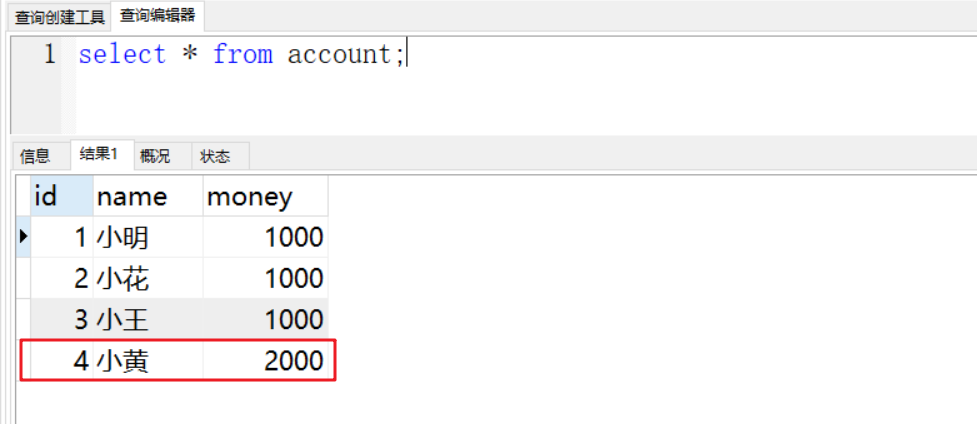 查询创建工具 查询编辑器
1 select * from account;
信息 结果1 概况 状态
id name money
1 小明 1000
2 小花 1000
3 小王 1000
4 小黄 2000